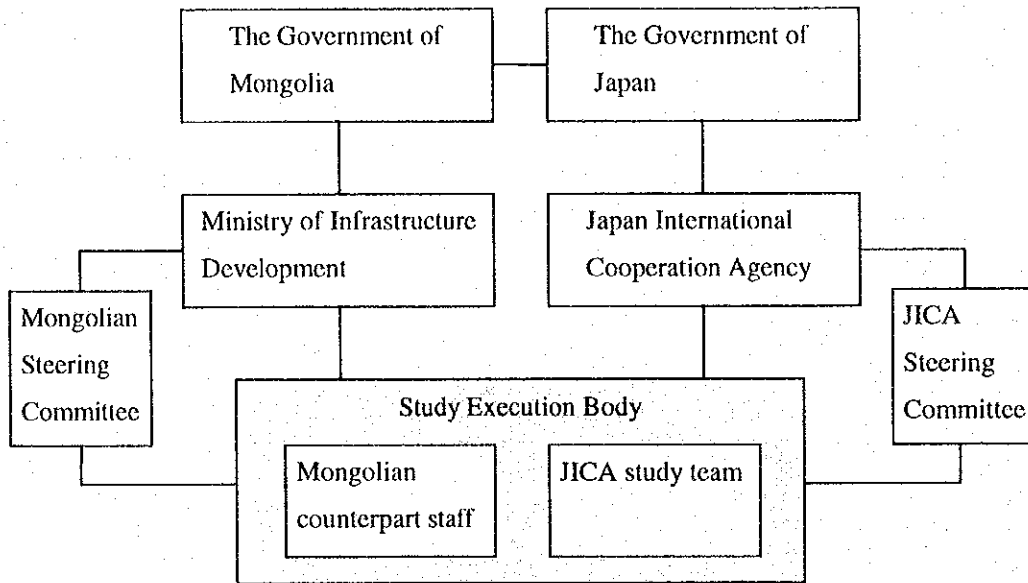 The Government of
Mongolia
The Government of
Japan
Ministry of Infrastructure
Development
Japan International
Cooperation Agency
Mongolian
Steering
Committee
JICA
Steering
Committee
Study Execution Body
Mongolian
counterpart staff
JICA study team